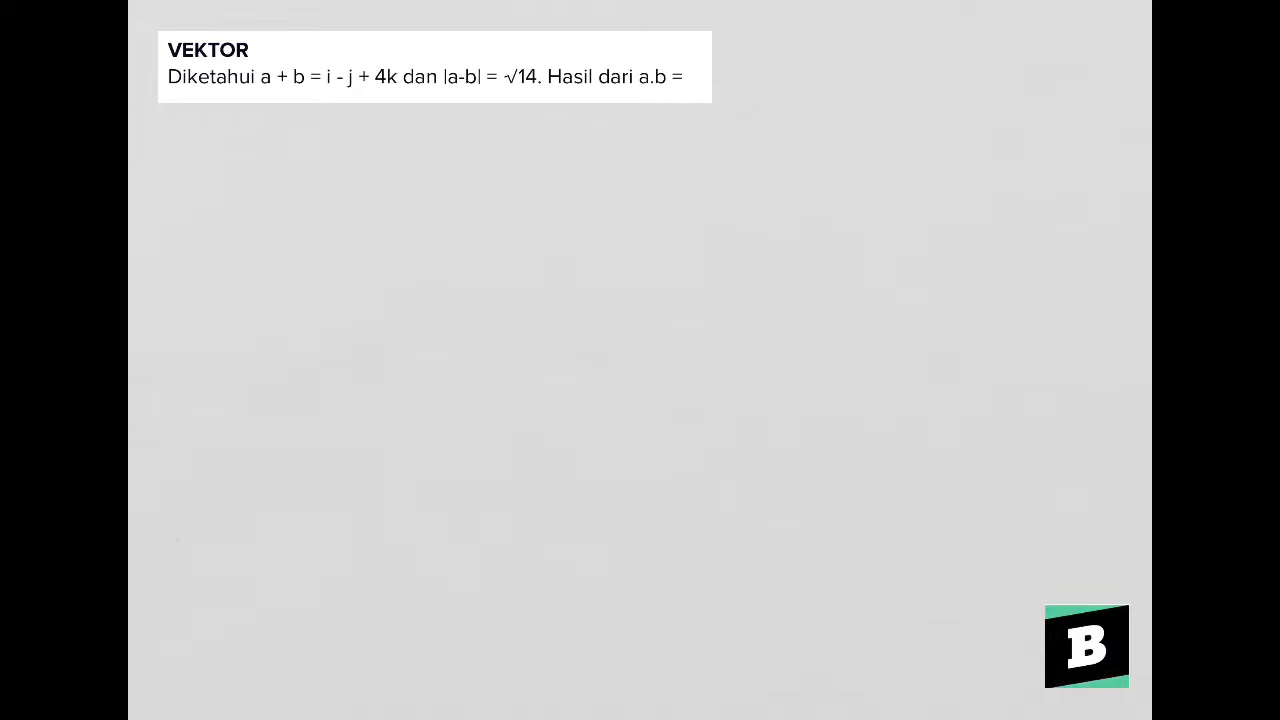 VEKTOR
Diketahui a + b = i - j + 4k dan |a-b| = √14. Hasil dari a.b =
B